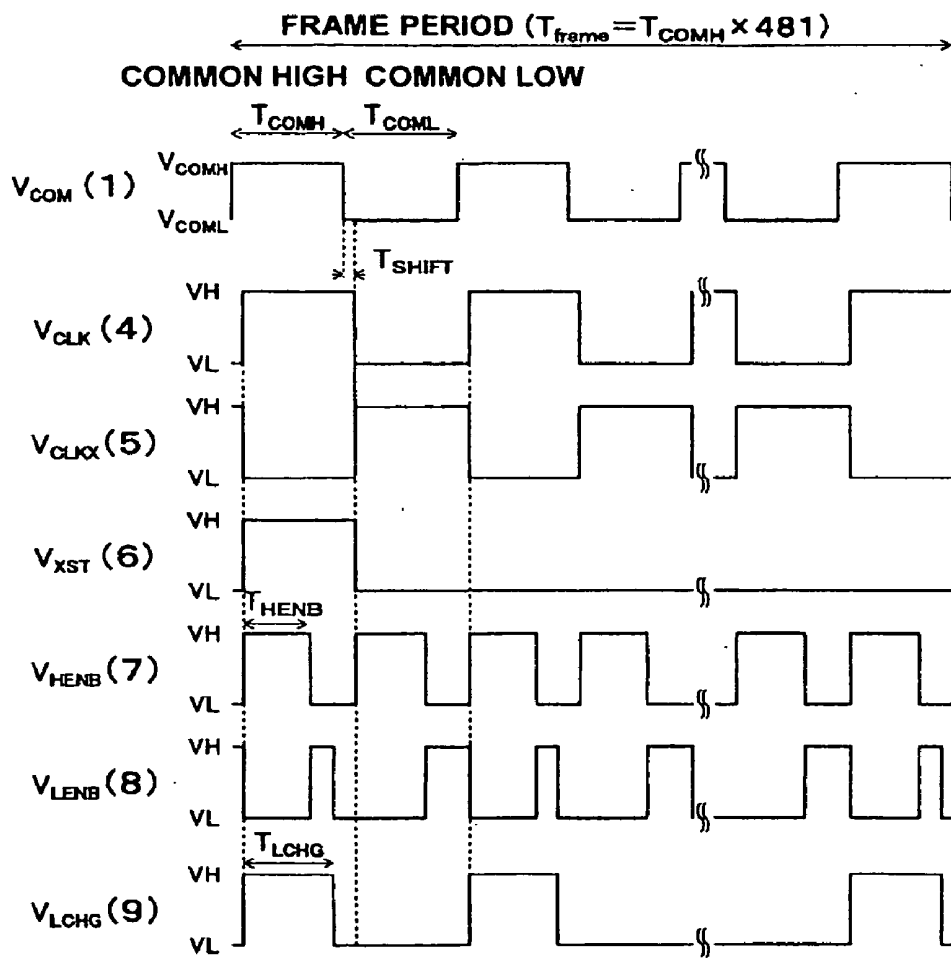 FRAME PERIOD (Tframe=TCOMH×481)
COMMON HIGH COMMON LOW
TCOMH TCOML
VCOM (1) VCOMH
VCOML
TSHIFT
VCLK (4) VH
VL
VCLKX (5) VH
VL
VXST (6) VH
VL
THENB
VHENB (7) VH
VL
VLENB (8) VH
VL
TLCHG
VLCHG (9) VH
VL